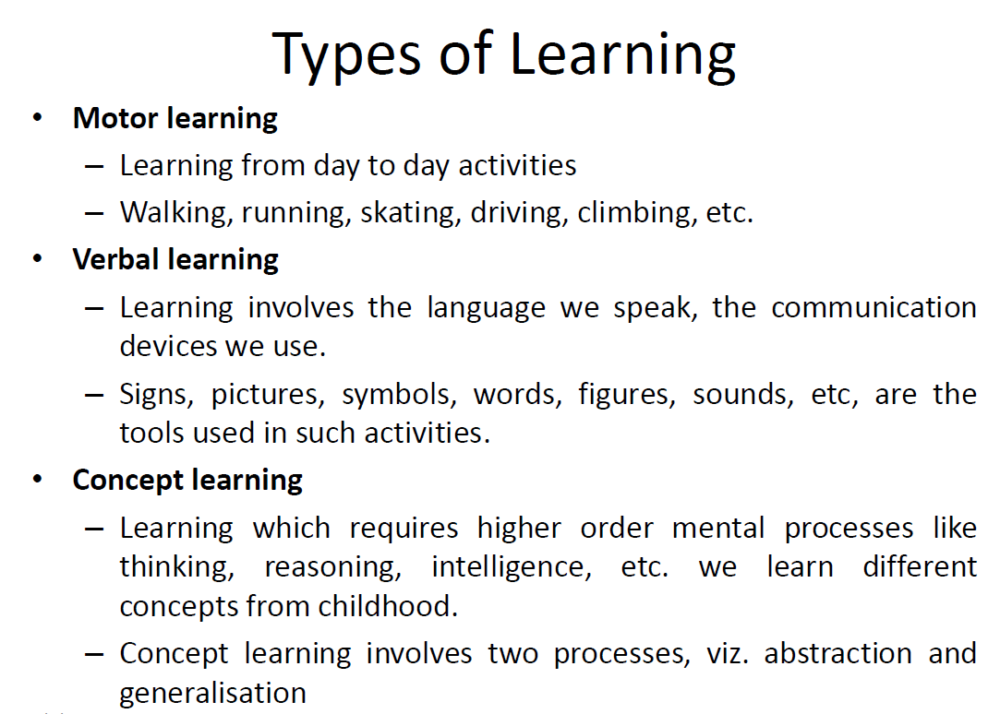 Types of Learning
• Motor learning
– Learning from day to day activities
– Walking, running, skating, driving, climbing, etc.
• Verbal learning
– Learning involves the language we speak, the communication
devices we use.
– Signs, pictures, symbols, words, figures, sounds, etc, are the
tools used in such activities.
• Concept learning
– Learning which requires higher order mental processes like
thinking, reasoning, intelligence, etc. we learn different
concepts from childhood.
– Concept learning involves two processes, viz. abstraction and
generalisation